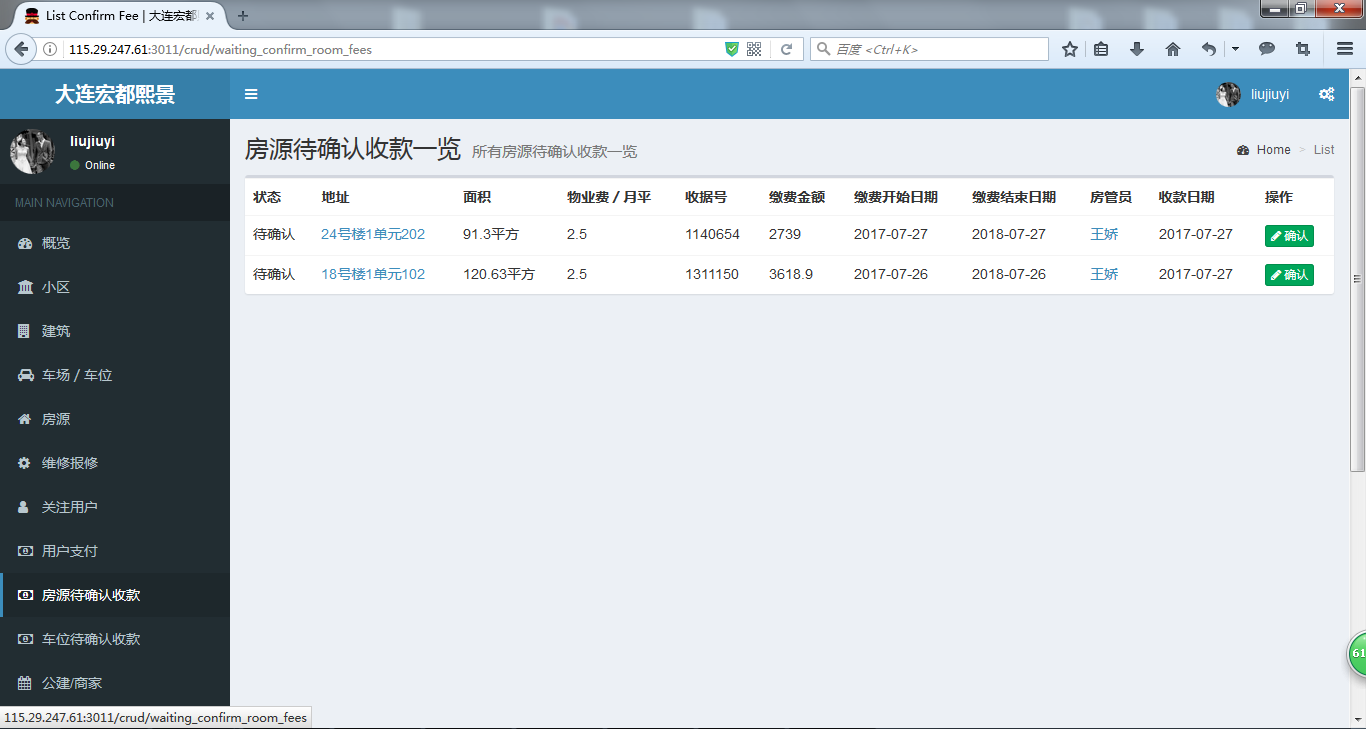 List Confirm Fee | 大连宏都
115.29.247.61:3011/crud/waiting_confirm_room_fees
百度 <Ctrl+K>
大连宏都熙景
liujiuyi
liujiuyi
Online
MAIN NAVIGATION
概览
小区
建筑
车场 / 车位
房源
维修报修
关注用户
用户支付
房源待确认收款
车位待确认收款
公建/商家
房源待确认收款一览 所有房源待确认收款一览
Home > List
状态 地址 面积 物业费 / 月平 收据号 缴费金额 缴费开始日期 缴费结束日期 房管员 收款日期 操作
待确认 24号楼1单元202 91.3平方 2.5 1140654 2739 2017-07-27 2018-07-27 王娇 2017-07-27 确认
待确认 18号楼1单元102 120.63平方 2.5 1311150 3618.9 2017-07-26 2018-07-26 王娇 2017-07-27 确认
61
115.29.247.61:3011/crud/waiting_confirm_room_fees